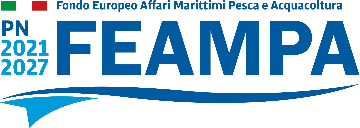 Fondo Europeo Affari Marittimi Pesca e Acquacoltura
PN
2021
2027
FEAMPA